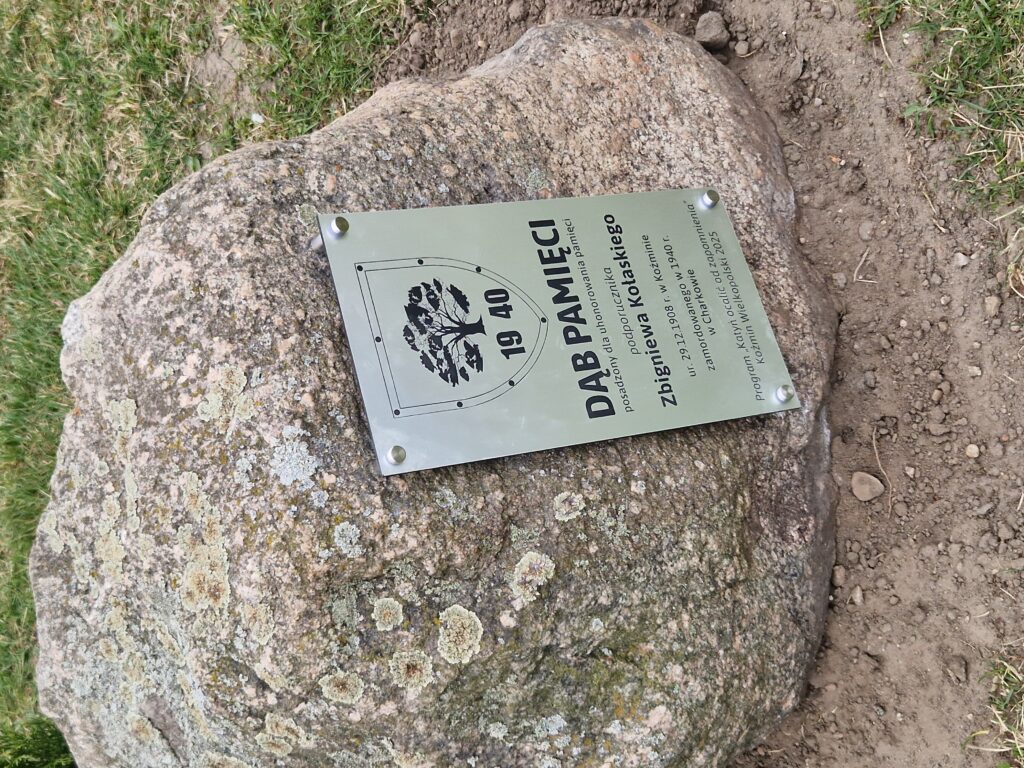 19 40
DĄB PAMIĘCI
posadzony dla uhonorowania pamięci
podporucznika
Zbigniewa Kołaskiego
ur. 29.12.1908 r. w Koźminie
zamordowanego w 1940 r.
w Charkowie
Program „Katyń ocalić od zapomnienia”
Koźmin Wielkopolski 2025